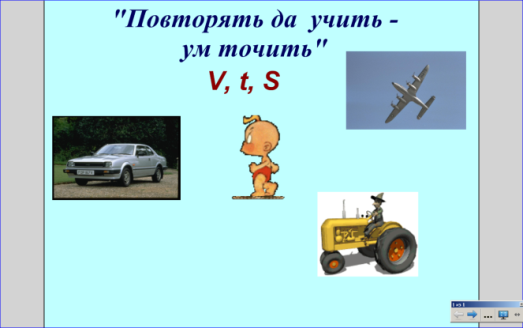 "Повторять да учить -
ум точить"
V, t, S